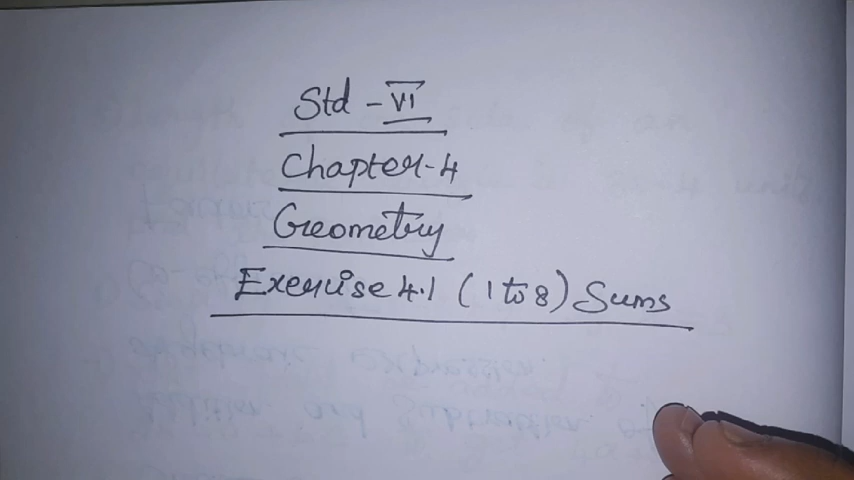 Std - VI
Chapter-4
Geometry
Exercise 4.1 (1 to 8) Sums